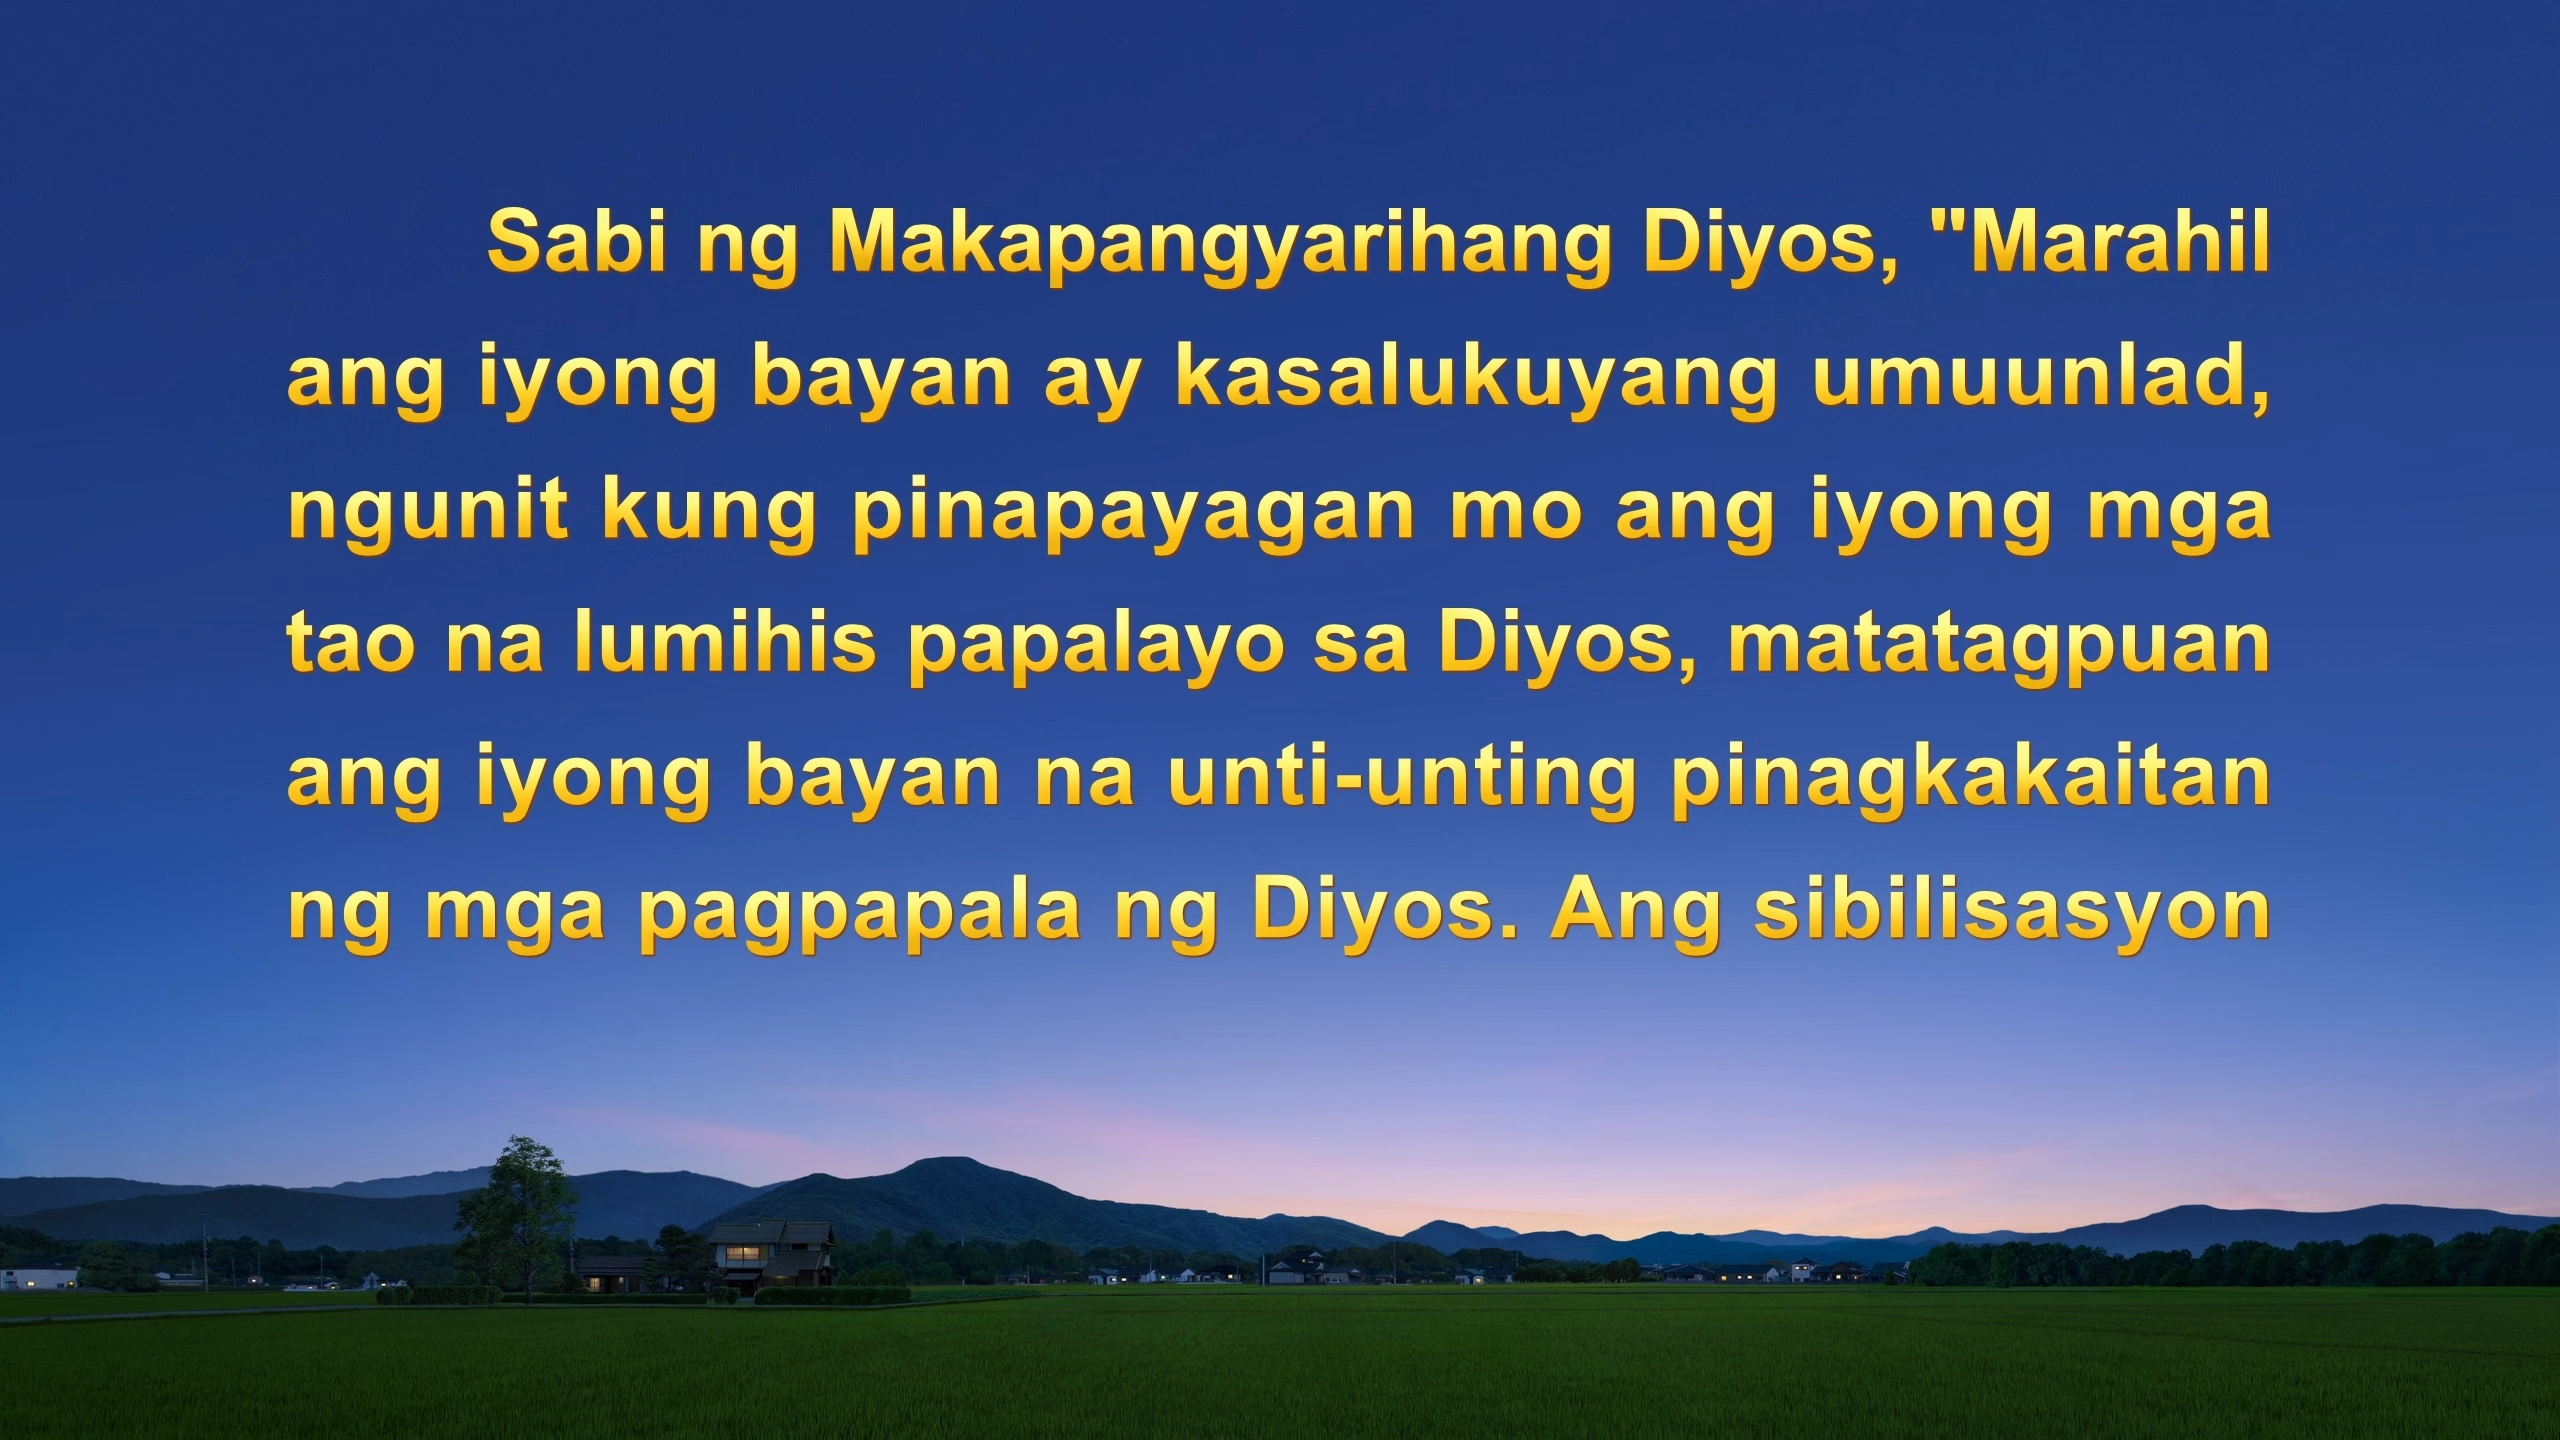 Sabi ng Makapangyarihang Diyos, "Marahil
ang iyong bayan ay kasalukuyang umuunlad,
ngunit kung pinapayagan mo ang iyong mga
tao na lumihis papalayo sa Diyos, matatagpuan
ang iyong bayan na unti-unting pinagkakaitan
ng mga pagpapala ng Diyos. Ang sibilisasyon